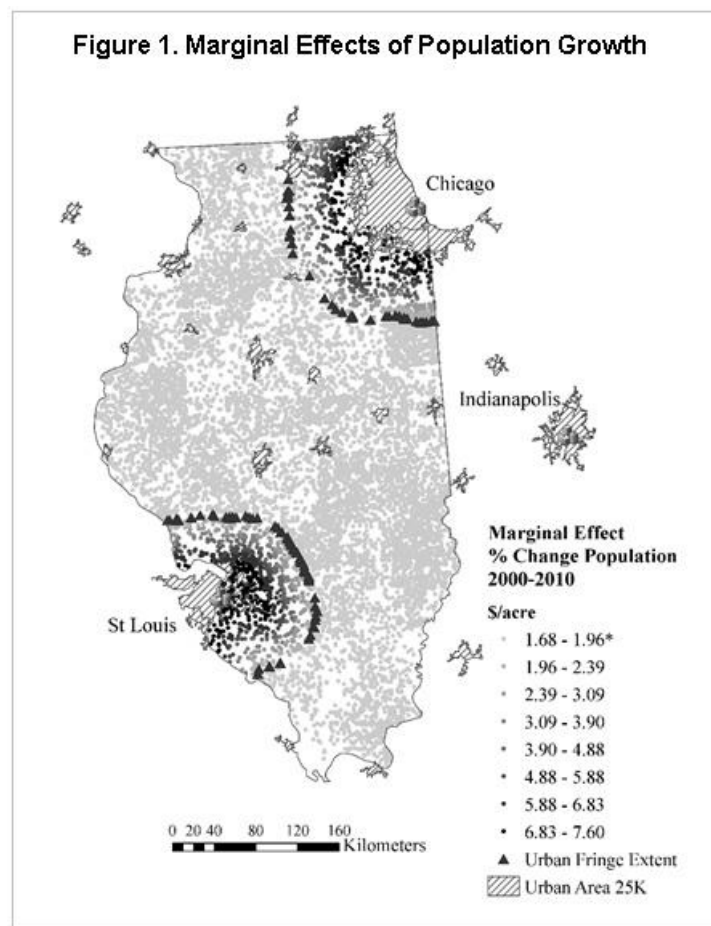 Figure 1. Marginal Effects of Population Growth
Chicago
Indianapolis
St Louis
Marginal Effect
% Change Population
2000-2010
$/acre
1.68 - 1.96*
1.96 - 2.39
2.39 - 3.09
3.09 - 3.90
3.90 - 4.88
4.88 - 5.88
5.88 - 6.83
6.83 - 7.60
Urban Fringe Extent
Urban Area 25K
0 20 40 80 120 160
Kilometers